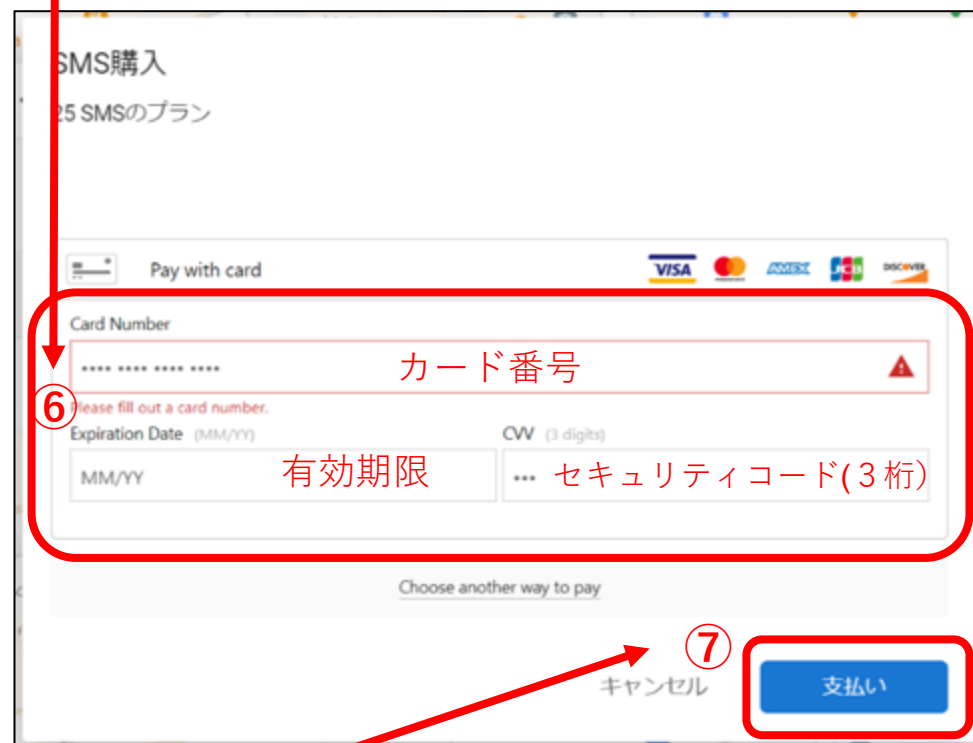 SMS購入
25 SMSのプラン
Pay with card
VISA
AMEX
JCB
DISCOVER
Card Number
•••• •••• •••• •••• カード番号
⑥
Please fill out a card number.
Expiration Date (MM/YY)
CVV (3 digits)
MM/YY 有効期限
••• セキュリティコード(3桁)
Choose another way to pay
⑦
キャンセル
支払い